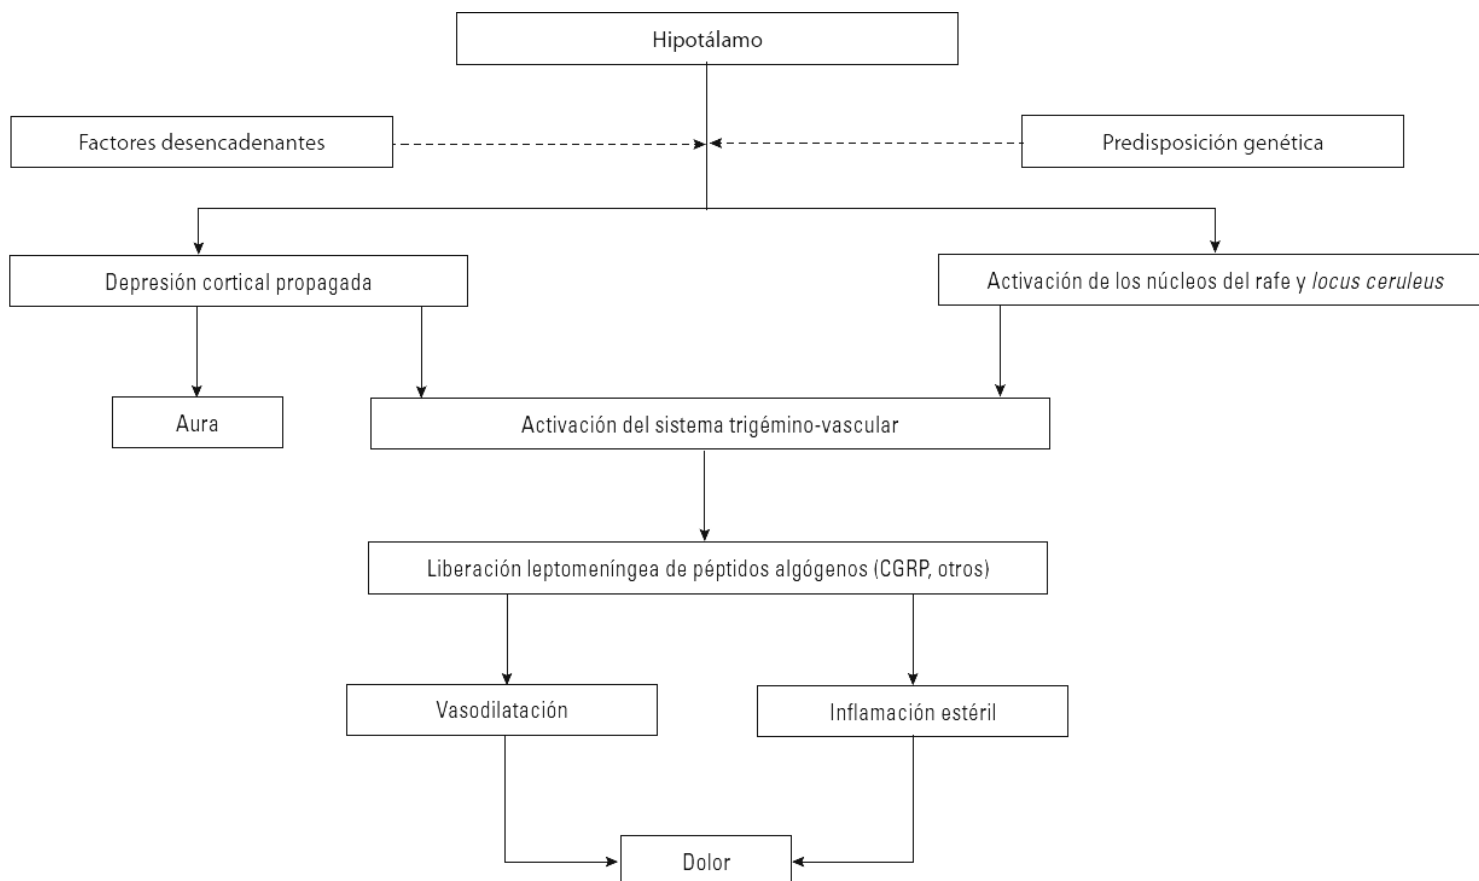 Hipotálamo
Factores desencadenantes
Predisposición genética
Depresión cortical propagada
Activación de los núcleos del rafe y locus ceruleus
Aura
Activación del sistema trigémino-vascular
Liberación leptomeníngea de péptidos algógenos (CGRP, otros)
Vasodilatación
Inflamación estéril
Dolor